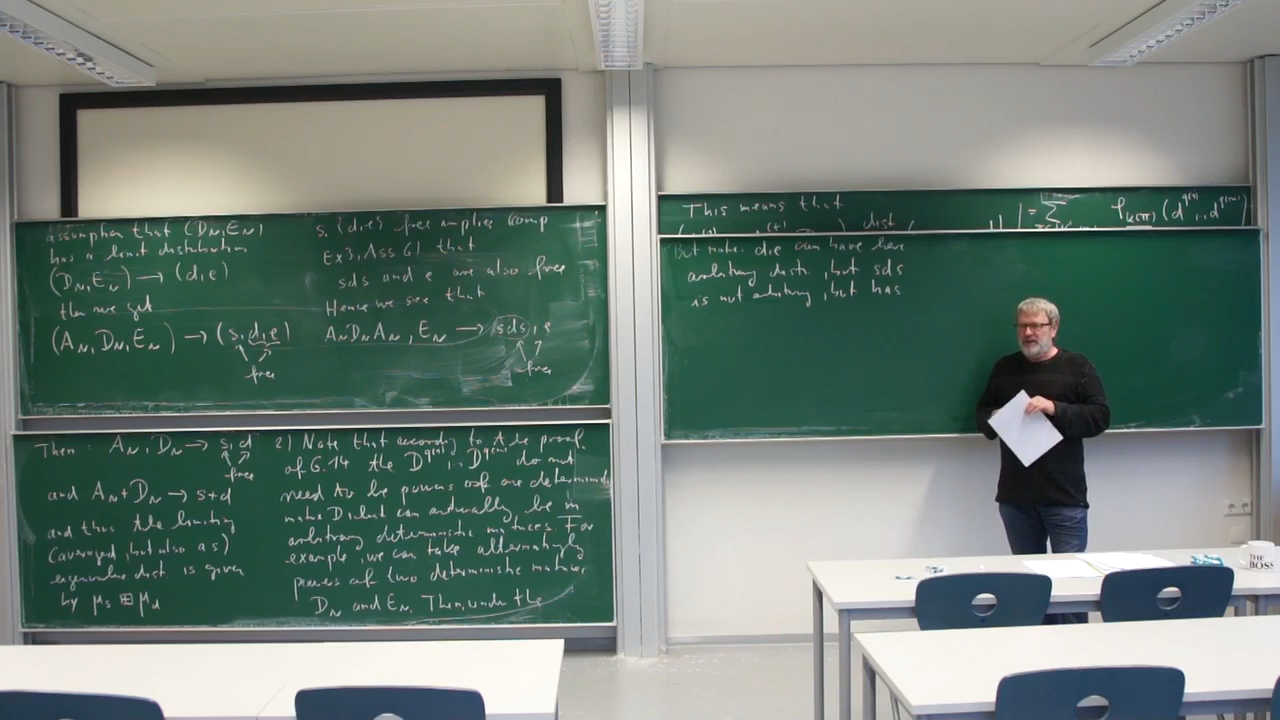 assumption that (D_N, E_N)
has a limit distribution
(D_N, E_N) → (d, e)
then we get
(A_N, D_N, E_N) → (s, d, e)
free
s, {d, e} free implies
Ex 3, Ass 6! that
sds and e are also free
Hence we see that
A_N D_N A_N, E_N → sds, e
free
Then: A_N, D_N → s, d
free
and A_N + D_N → s + d
and thus the limiting
(averaged, but also a.s)
eigenvalue dist. is given
by μ_s ⊞ μ_d
2) Note that according to the proof
of 6.14 the D^q(1), .. D^q(m) do not
need to be powers of one deterministic
matrix D, but can actually be m
arbitrary deterministic matrices. For
example, we can take alternatingly
powers of two deterministic matrices
D_N and E_N. Then, under the
This means that
dist
But note: d, e can have here
arbitrary distr., but sds
is not arbitrary, but has
THE
BOSS